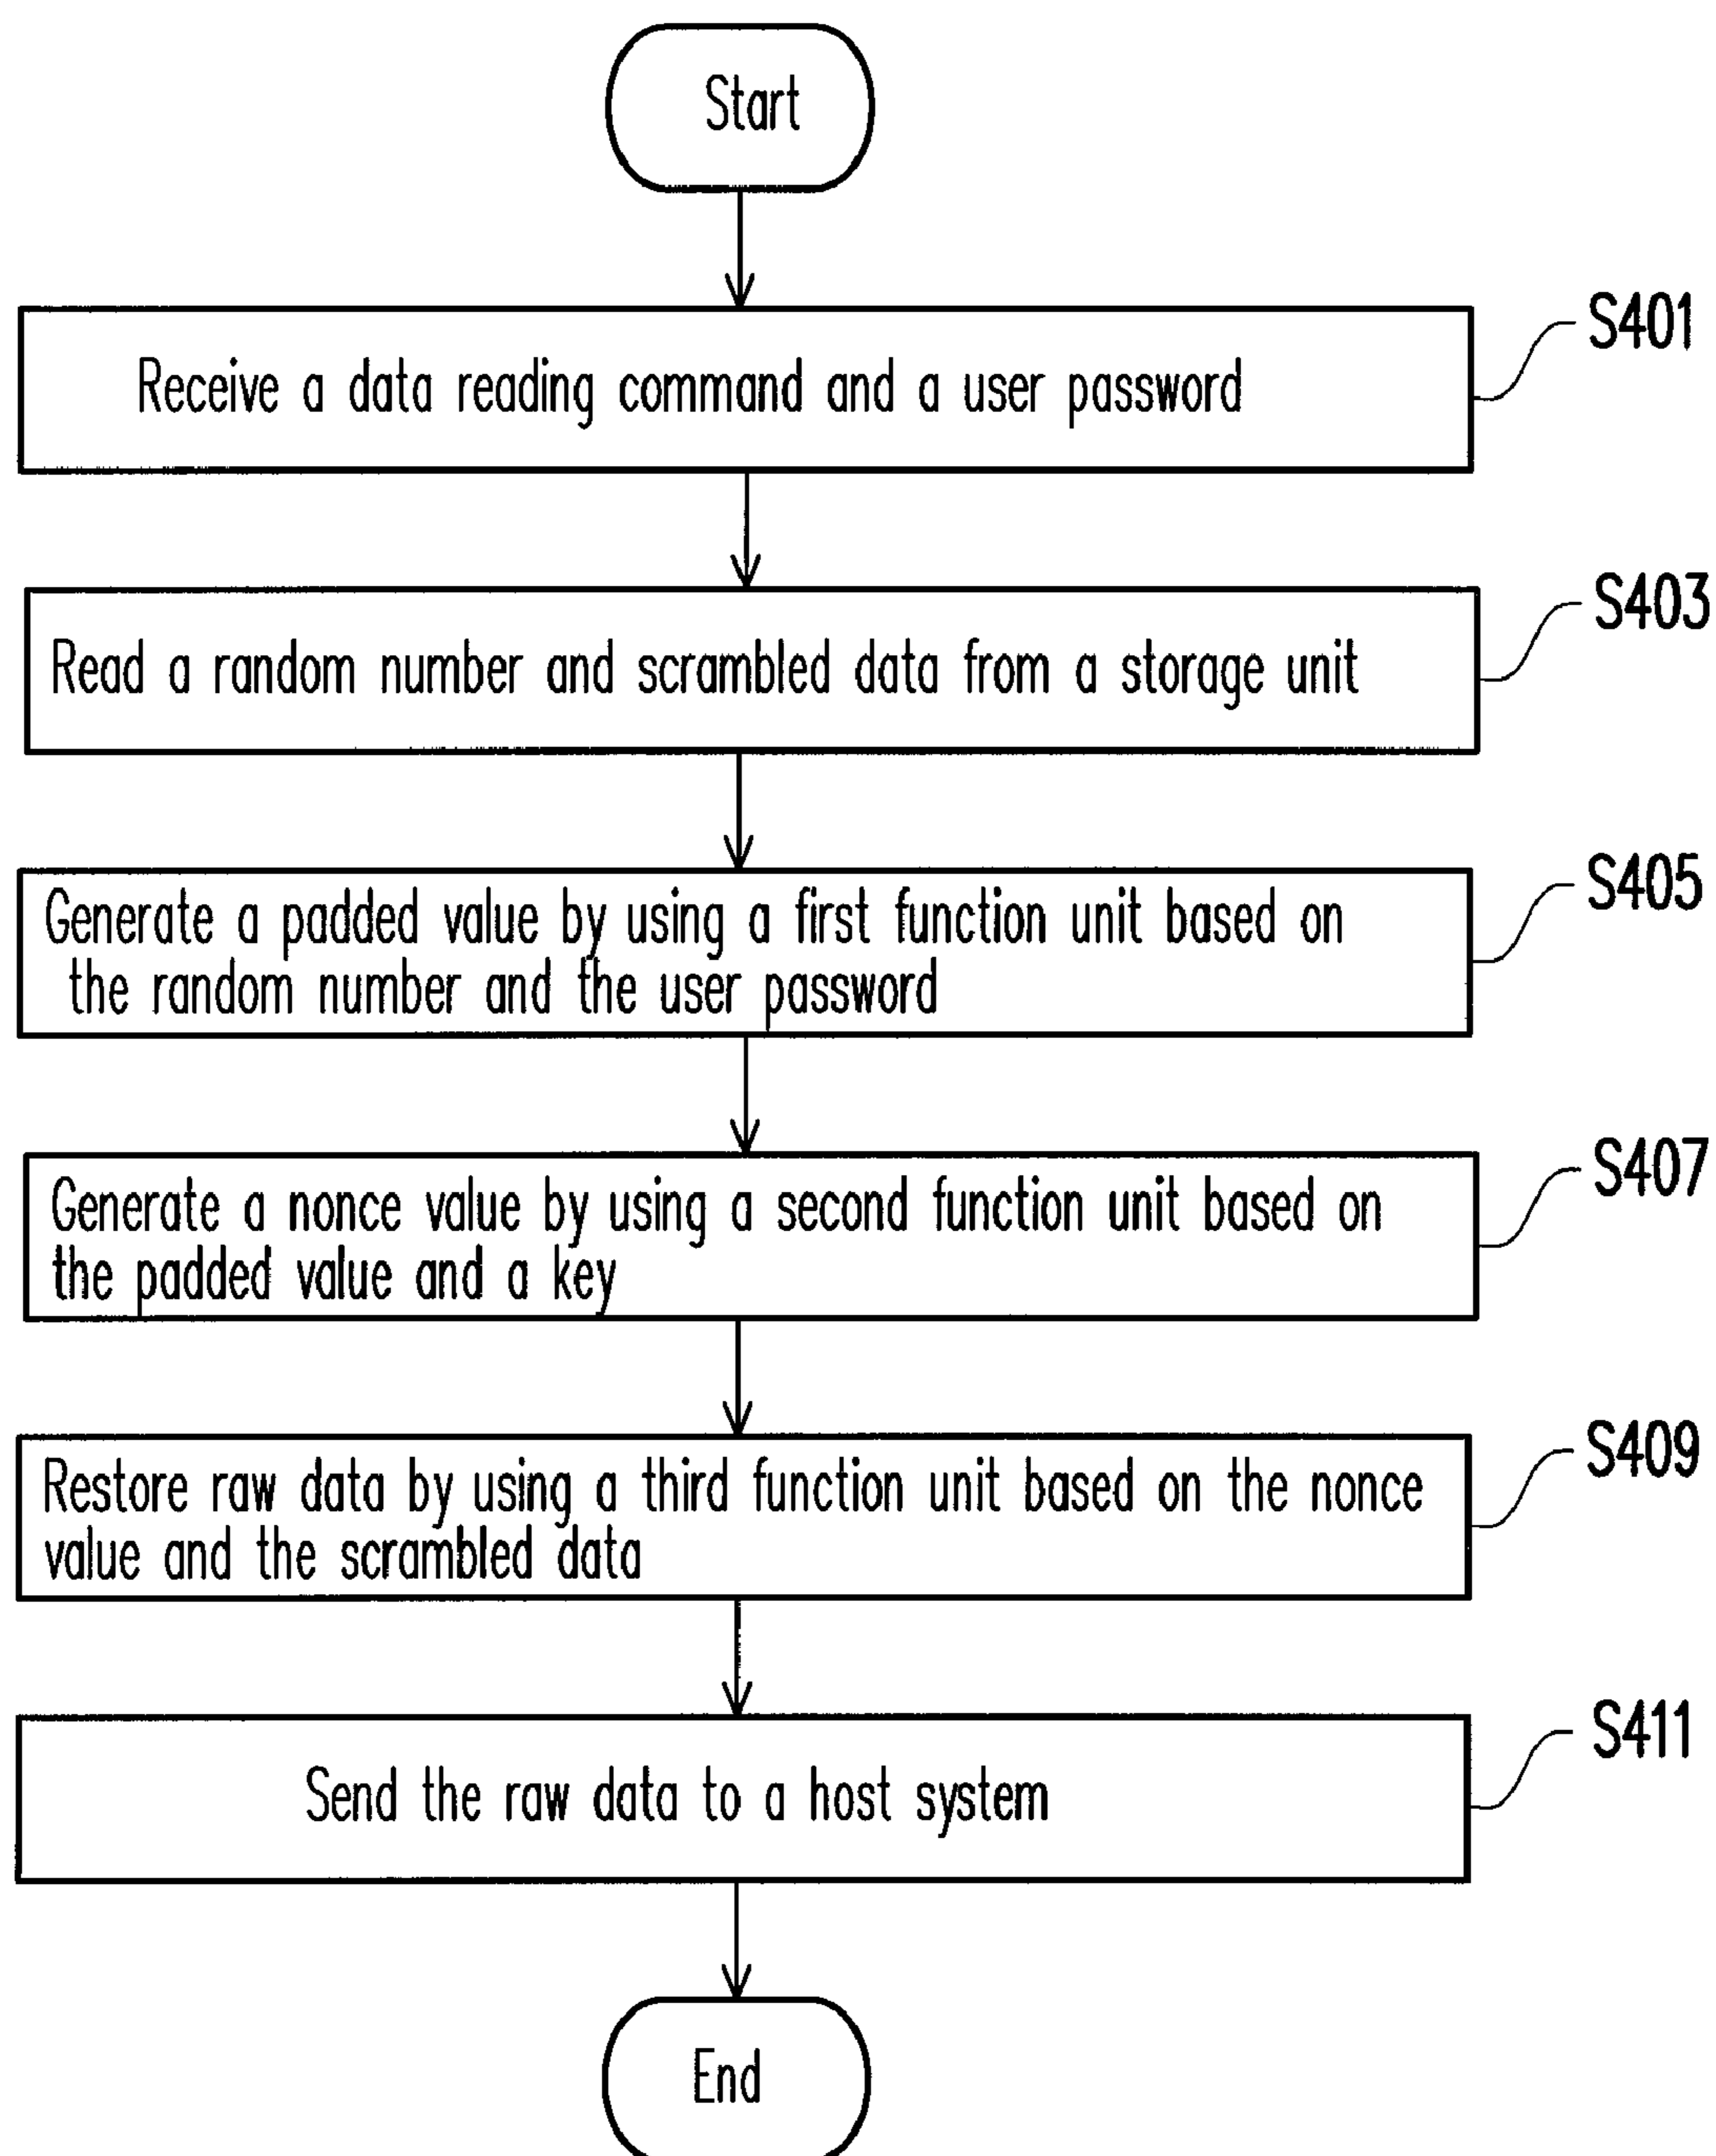 Start
Receive a data reading command and a user password
S401
Read a random number and scrambled data from a storage unit
S403
Generate a padded value by using a first function unit based on
the random number and the user password
S405
Generate a nonce value by using a second function unit based on
the padded value and a key
S407
Restore raw data by using a third function unit based on the nonce
value and the scrambled data
S409
Send the raw data to a host system
S411
End